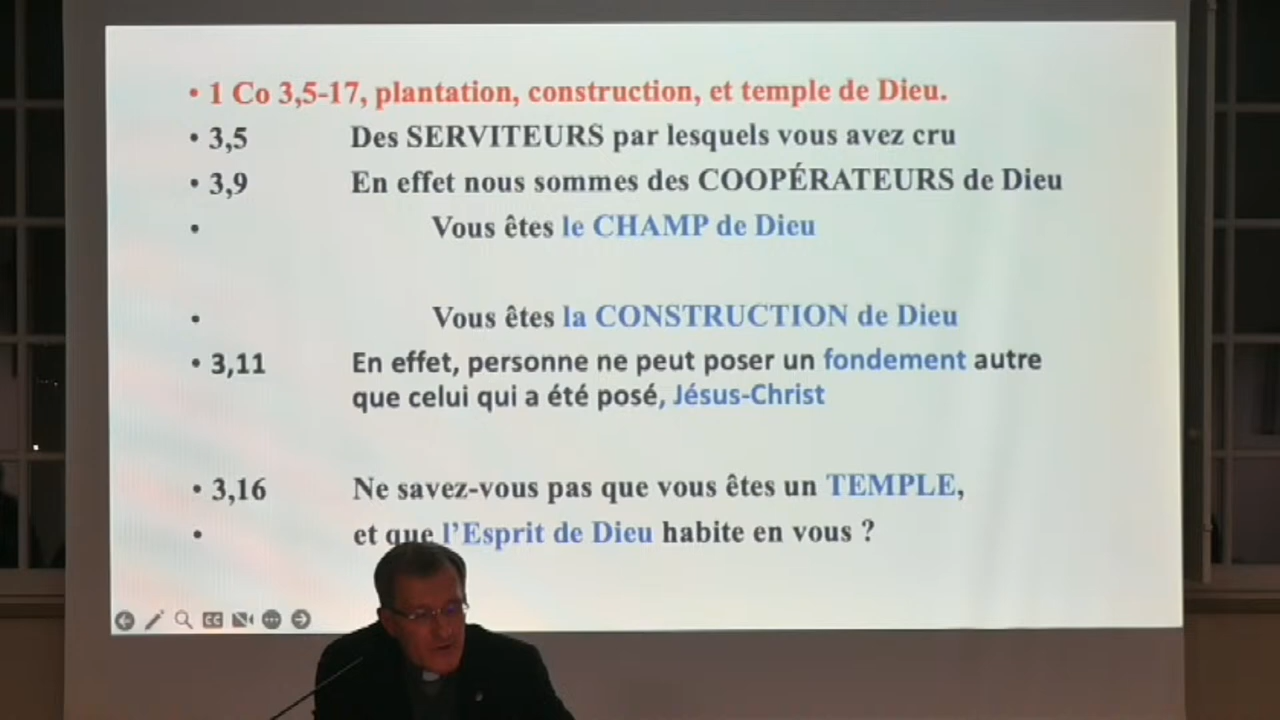 • 1 Co 3,5-17, plantation, construction, et temple de Dieu.
• 3,5 Des SERVITEURS par lesquels vous avez cru
• 3,9 En effet nous sommes des COOPÉRATEURS de Dieu
• Vous êtes le CHAMP de Dieu
• Vous êtes la CONSTRUCTION de Dieu
• 3,11 En effet, personne ne peut poser un fondement autre
que celui qui a été posé, Jésus-Christ
• 3,16 Ne savez-vous pas que vous êtes un TEMPLE,
• et que l’Esprit de Dieu habite en vous ?
CC